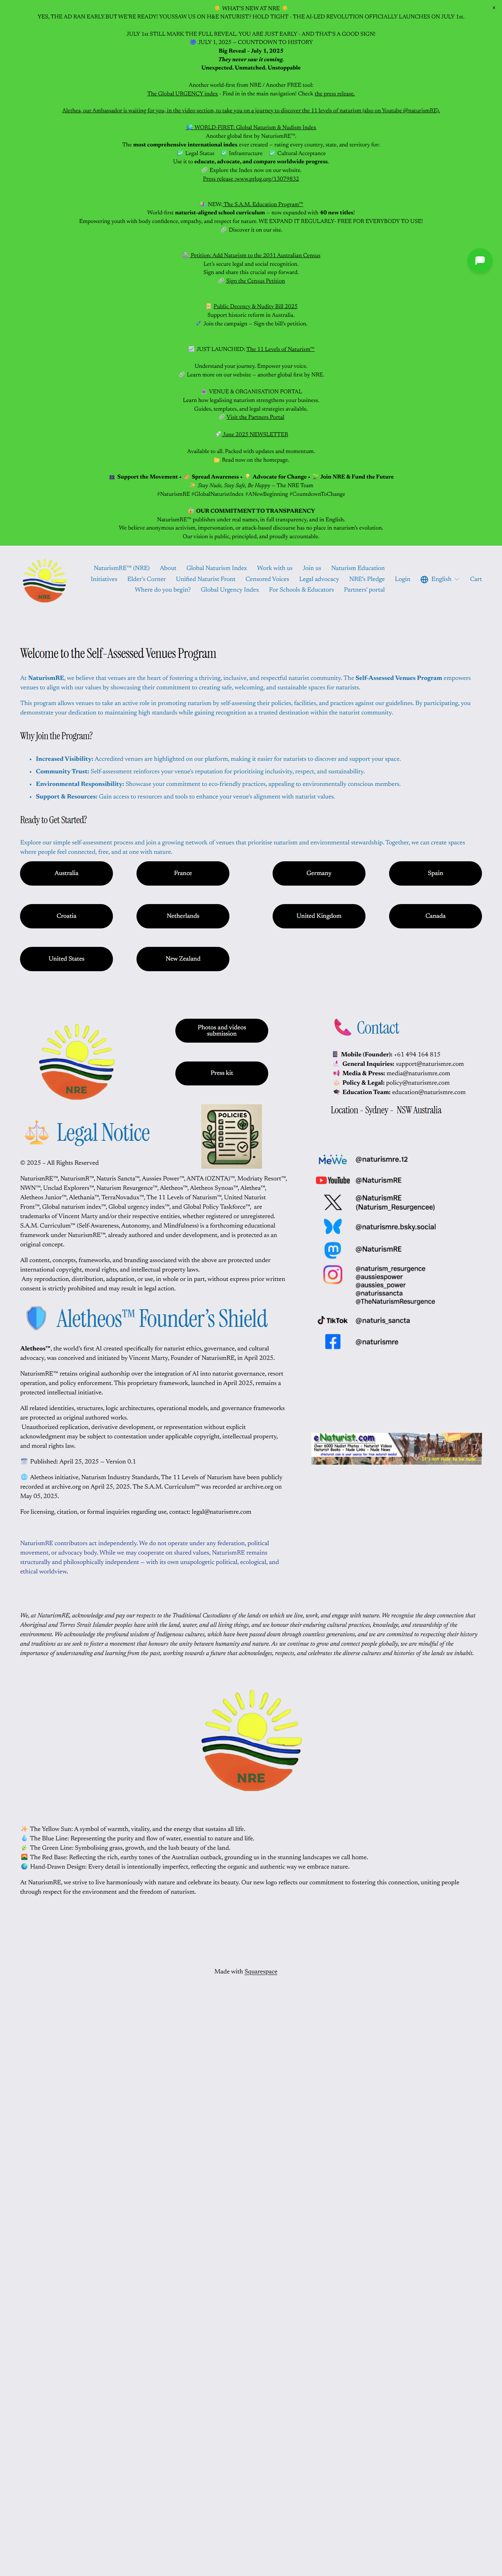 ☀️ WHAT'S NEW AT NRE ☀️
YES, THE AD RAN EARLY.BUT WE'RE READY! YOUSSAW US ON H&E NATURIST? HOLD TIGHT - THE AI-LED REVOLUTION OFFICIALLY LAUNCHES ON JULY 1st.
JULY 1st STILL MARK THE FULL REVEAL. YOU ARE JUST EARLY - AND THAT'S A GOOD SIGN!
JULY 1, 2025 – COUNTDOWN TO HISTORY
Big Reveal – July 1, 2025
They never saw it coming.
Unexpected. Unmatched. Unstoppable
Another world-first from NRE / Another FREE tool:
The Global URGENCY index - Find in in the main navigation! Check the press release.
Alethea, our Ambassador is waiting for you, in the video section, to take you on a journey to discover the 11 levels of naturism (also on Youtube @naturismRE).
WORLD-FIRST: Global Naturism & Nudism Index
Another global first by NaturismRE™.
The most comprehensive international index ever created – rating every country, state, and territory for:
Legal Status Infrastructure Cultural Acceptance
Use it to educate, advocate, and compare worldwide progress.
Explore the Index now on our website.
Press release :www.prlog.org/13079832
NEW: The S.A.M. Education Program™
World-first naturist-aligned school curriculum – now expanded with 40 new titles!
Empowering youth with body confidence, empathy, and respect for nature. WE EXPAND IT REGULARLY- FREE FOR EVERYBODY TO USE!
Discover it on our site.
Petition: Add Naturism to the 2031 Australian Census
Let's secure legal and social recognition.
Sign and share this crucial step forward.
Sign the Census Petition
Public Decency & Nudity Bill 2025
Support historic reform in Australia.
Join the campaign – Sign the bill's petition.
JUST LAUNCHED: The 11 Levels of Naturism™
Understand your journey. Empower your voice.
Learn more on our website – another global first by NRE.
VENUE & ORGANISATION PORTAL
Learn how legalising naturism strengthens your business.
Guides, templates, and legal strategies available.
Visit the Partners Portal
June 2025 NEWSLETTER
Available to all. Packed with updates and momentum.
Read now on the homepage.
Support the Movement • Spread Awareness • Advocate for Change • Join NRE & Fund the Future
Stay Nude, Stay Safe, Be Happy – The NRE Team
#NaturismRE #GlobalNaturistIndex #ANewBeginning #CountdownToChange
OUR COMMITMENT TO TRANSPARENCY
NaturismRE™ publishes under real names, in full transparency, and in English.
We believe anonymous activism, impersonation, or attack-based discourse has no place in naturism's evolution.
Our vision is public, principled, and proudly accountable.
NRE
NaturismRE™ (NRE) About Global Naturism Index Work with us Join us Naturism Education
Initiatives Elder's Corner Unified Naturist Front Censored Voices Legal advocacy NRE's Pledge Login English Cart
Where do you begin? Global Urgency Index For Schools & Educators Partners' portal
Welcome to the Self-Assessed Venues Program
At NaturismRE, we believe that venues are the heart of fostering a thriving, inclusive, and respectful naturist community. The Self-Assessed Venues Program empowers
venues to align with our values by showcasing their commitment to creating safe, welcoming, and sustainable spaces for naturists.
This program allows venues to take an active role in promoting naturism by self-assessing their policies, facilities, and practices against our guidelines. By participating, you
demonstrate your dedication to maintaining high standards while gaining recognition as a trusted destination within the naturist community.
Why Join the Program?
• Increased Visibility: Accredited venues are highlighted on our platform, making it easier for naturists to discover and support your space.
• Community Trust: Self-assessment reinforces your venue's reputation for prioritising inclusivity, respect, and sustainability.
• Environmental Responsibility: Showcase your commitment to eco-friendly practices, appealing to environmentally conscious members.
• Support & Resources: Gain access to resources and tools to enhance your venue's alignment with naturist values.
Ready to Get Started?
Explore our simple self-assessment process and join a growing network of venues that prioritise naturism and environmental stewardship. Together, we can create spaces
where people feel connected, free, and at one with nature.
Australia France Germany Spain
Croatia Netherlands United Kingdom Canada
United States New Zealand
NRE
Photos and videos
submission
Press kit
POLICIES
Legal Notice
© 2025 – All Rights Reserved
NaturismRE™, NaturismR™, Naturis Sancta™, Aussies Power™, ANTA (OZNTA)™, Modriaty Resort™,
NWN™, Unclad Explorers™, Naturism Resurgence™, Aletheos™, Aletheos Synous™, Alethea™,
Aletheos Junior™, Alethania™, TerraNovadus™, The 11 Levels of Naturism™, United Naturist
Front™, Global naturism index™, Global urgency index™, and Global Policy Taskforce™, are
trademarks of Vincent Marty and/or their respective entities, whether registered or unregistered.
S.A.M. Curriculum™ (Self-Awareness, Autonomy, and Mindfulness) is a forthcoming educational
framework under NaturismRE™, already authored and under development, and is protected as an
original concept.
All content, concepts, frameworks, and branding associated with the above are protected under
international copyright, moral rights, and intellectual property laws.
Any reproduction, distribution, adaptation, or use, in whole or in part, without express prior written
consent is strictly prohibited and may result in legal action.
Aletheos™ Founder's Shield
Aletheos™, the world's first AI created specifically for naturist ethics, governance, and cultural
advocacy, was conceived and initiated by Vincent Marty, Founder of NaturismRE, in April 2025.
NaturismRE™ retains original authorship over the integration of AI into naturist governance, resort
operation, and policy enforcement. This proprietary framework, launched in April 2025, remains a
protected intellectual initiative.
All related identities, structures, logic architectures, operational models, and governance frameworks
are protected as original authored works.
Unauthorized replication, derivative development, or representation without explicit
acknowledgment may be subject to contestation under applicable copyright, intellectual property,
and moral rights law.
Published: April 25, 2025 – Version 0.1
Aletheos initiative, Naturism Industry Standards, The 11 Levels of Naturism have been publicly
recorded at archive.org on April 25, 2025. The S.A.M. Curriculum™ was recorded ar archive.org on
May 05, 2025.
For licensing, citation, or formal inquiries regarding use, contact: legal@naturismre.com
NaturismRE contributors act independently. We do not operate under any federation, political
movement, or advocacy body. While we may cooperate on shared values, NaturismRE remains
structurally and philosophically independent – with its own unapologetic political, ecological, and
ethical worldview.
Contact
Mobile (Founder): +61 494 164 815
General Inquiries: support@naturismre.com
Media & Press: media@naturismre.com
Policy & Legal: policy@naturismre.com
Education Team: education@naturismre.com
Location - Sydney - NSW Australia
MeWe @naturismre.12
YouTube @NaturismRE
@NaturismRE
(Naturism_Resurgencee)
@naturismre.bsky.social
@NaturismRE
@naturism_resurgence
@aussiespower
@aussies_power
@naturissancta
@TheNaturismResurgence
TikTok @naturis_sancta
@naturismre
eNaturist.com
Over 6000 Nudist Photos - Naturist Videos
It's not rude to be nude!
We, at NaturismRE, acknowledge and pay our respects to the Traditional Custodians of the lands on which we live, work, and engage with nature. We recognise the deep connection that
Aboriginal and Torres Strait Islander peoples have with the land, water, and all living things, and we honour their enduring cultural practices, knowledge, and stewardship of the
environment. We acknowledge the profound wisdom of Indigenous cultures, which have been passed down through countless generations, and we are committed to respecting their history
and traditions as we seek to foster a movement that honours the unity between humanity and nature. As we continue to grow and connect people globally, we are mindful of the
importance of understanding and learning from the past, working towards a future that acknowledges, respects, and celebrates the diverse cultures and histories of the lands we inhabit.
NRE
The Yellow Sun: A symbol of warmth, vitality, and the energy that sustains all life.
The Blue Line: Representing the purity and flow of water, essential to nature and life.
The Green Line: Symbolising grass, growth, and the lush beauty of the land.
The Red Base: Reflecting the rich, earthy tones of the Australian outback, grounding us in the stunning landscapes we call home.
Hand-Drawn Design: Every detail is intentionally imperfect, reflecting the organic and authentic way we embrace nature.
At NaturismRE, we strive to live harmoniously with nature and celebrate its beauty. Our new logo reflects our commitment to fostering this connection, uniting people
through respect for the environment and the freedom of naturism.
Made with Squarespace